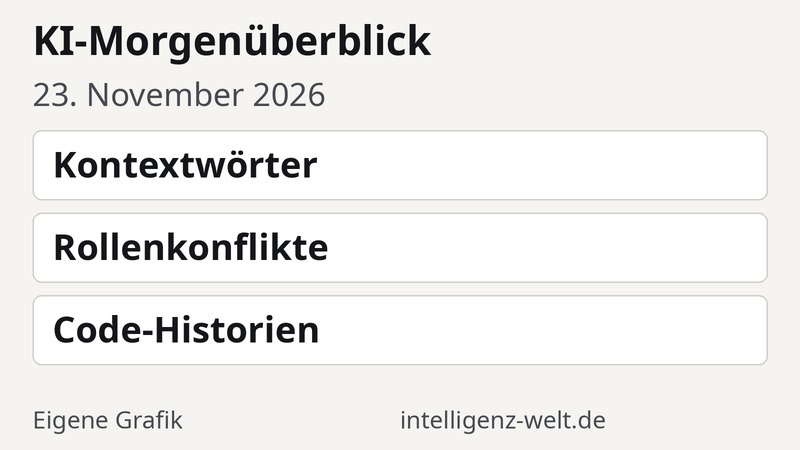 KI-Morgenüberblick
23. November 2026
Kontextwörter
Rollenkonflikte
Code-Historien
Eigene Grafik
intelligenz-welt.de